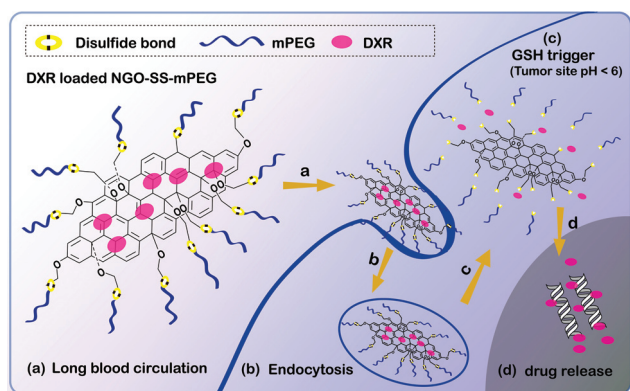 Disulfide bond mPEG DXR
DXR loaded NGO-SS-mPEG
(c)
GSH trigger
(Tumor site pH < 6)
a
b
c
d
(a) Long blood circulation
(b) Endocytosis
(d) drug release